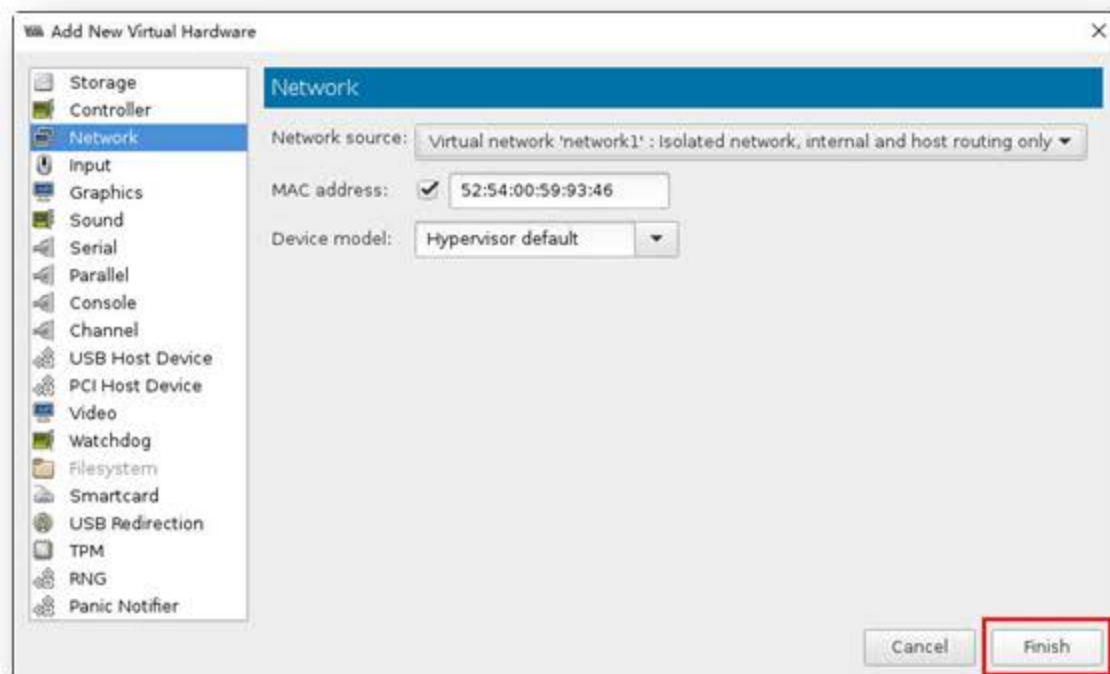 Add New Virtual Hardware
Storage
Controller
Network
Input
Graphics
Sound
Serial
Parallel
Console
Channel
USB Host Device
PCI Host Device
Video
Watchdog
Filesystem
Smartcard
USB Redirection
TPM
RNG
Panic Notifier
Network
Network source: Virtual network 'network1' : Isolated network, internal and host routing only
MAC address: 52:54:00:59:93:46
Device model: Hypervisor default
Cancel Finish